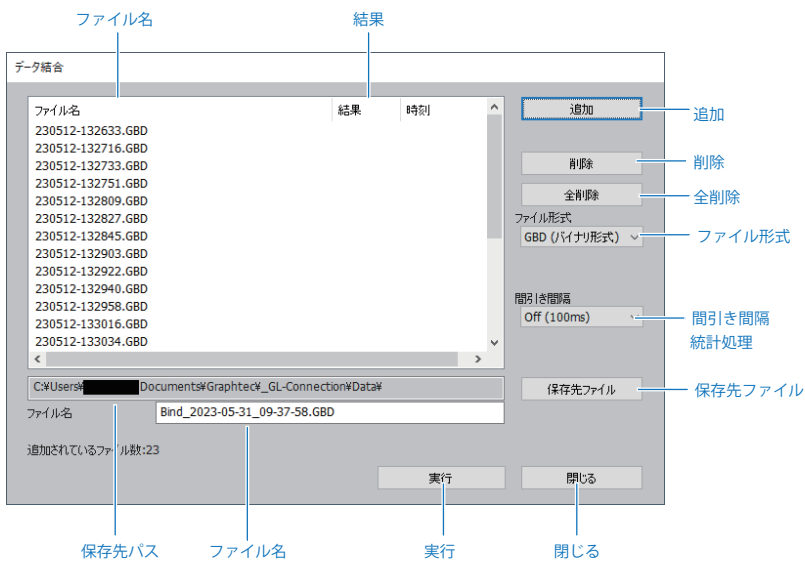 ファイル名
結果
データ結合
ファイル名 結果 時刻
230512-132633.GBD
230512-132716.GBD
230512-132733.GBD
230512-132751.GBD
230512-132809.GBD
230512-132827.GBD
230512-132845.GBD
230512-132903.GBD
230512-132922.GBD
230512-132940.GBD
230512-132958.GBD
230512-133016.GBD
230512-133034.GBD
追加
追加
削除
削除
全削除
全削除
ファイル形式
GBD (バイナリ形式)
ファイル形式
間引き間隔
Off (100ms)
間引き間隔
統計処理
C:¥Users¥ Documents¥Graphtec¥_GL-Connection¥Data¥
保存先ファイル
保存先ファイル
ファイル名 Bind_2023-05-31_09-37-58.GBD
追加されているファイル数:23
実行
閉じる
保存先パス
ファイル名
実行
閉じる